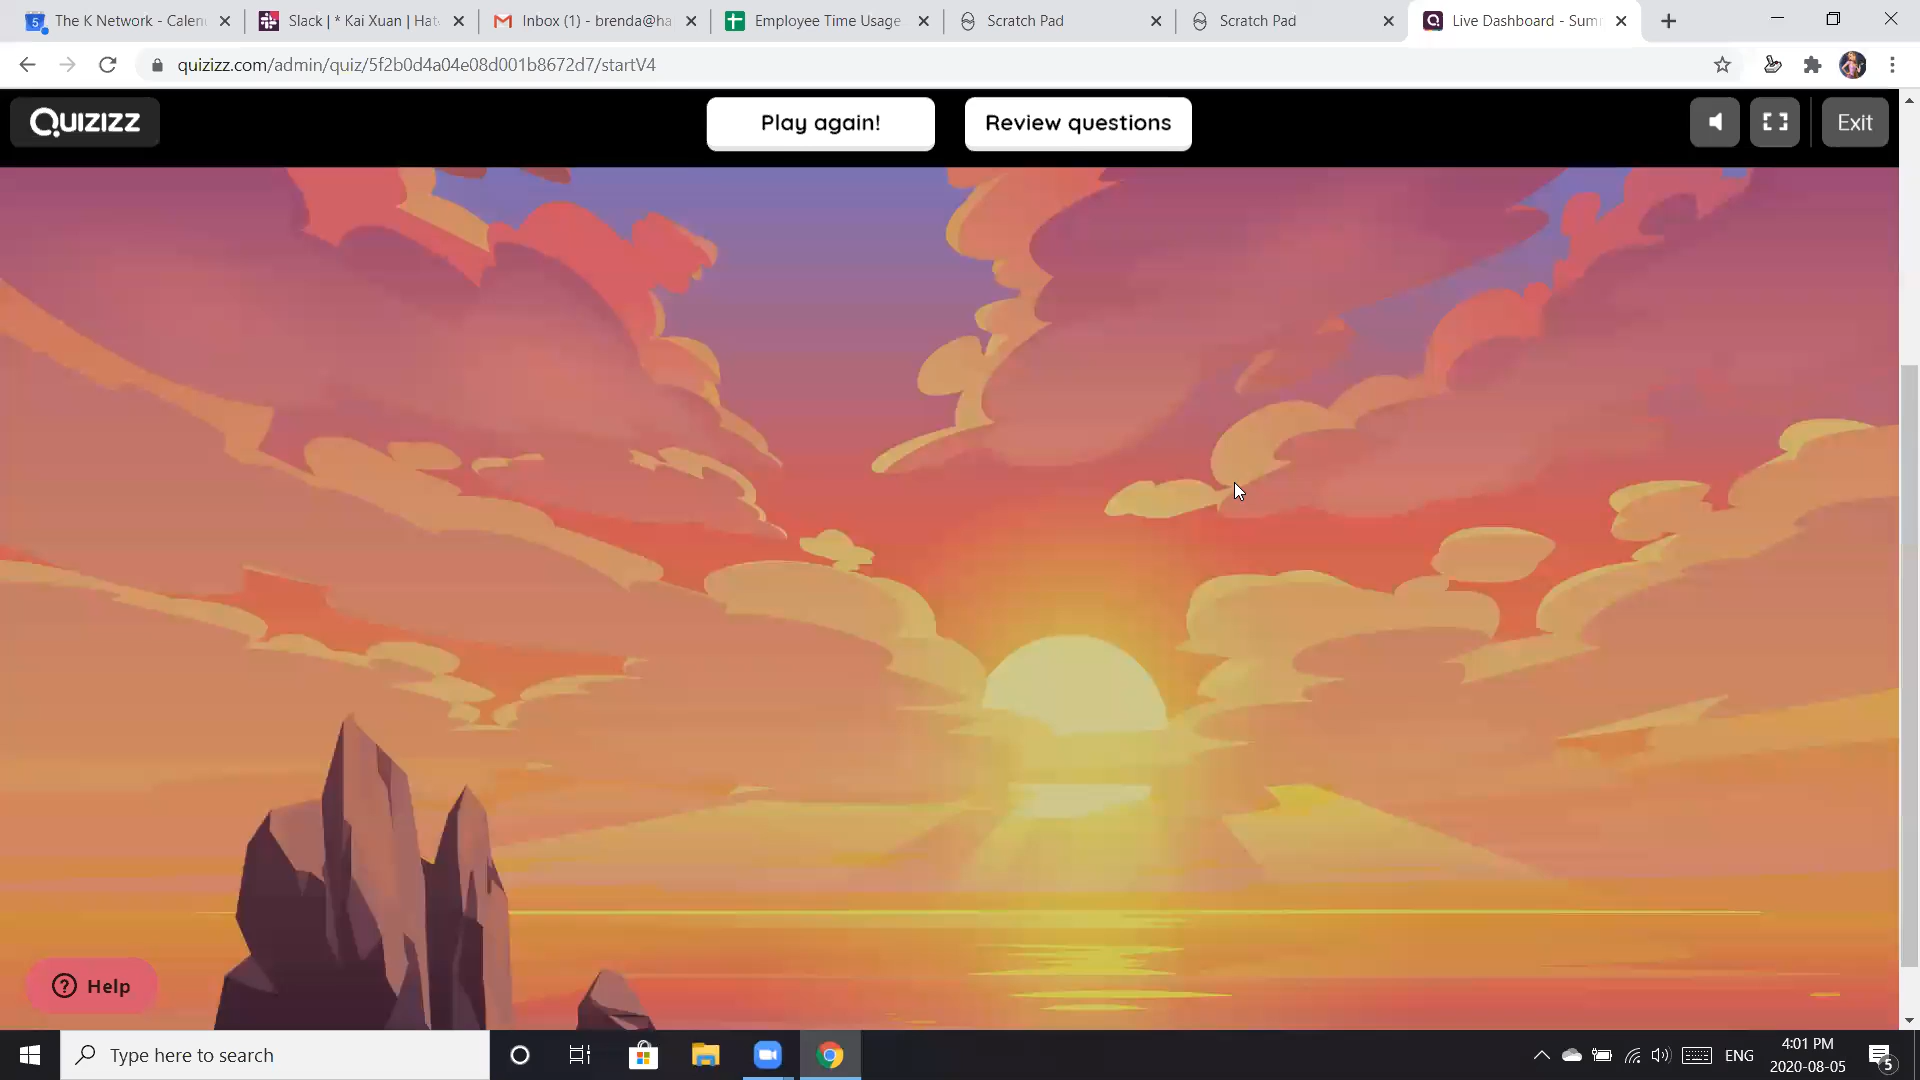 The K Network - Calen
Slack | * Kai Xuan | Hat
Inbox (1) - brenda@ha
Employee Time Usage
Scratch Pad
Scratch Pad
Live Dashboard - Sum
quizizz.com/admin/quiz/5f2b0d4a04e08d001b8672d7/startV4
Quizizz
Play again!
Review questions
Exit
Help
Type here to search
ENG
4:01 PM
2020-08-05
5